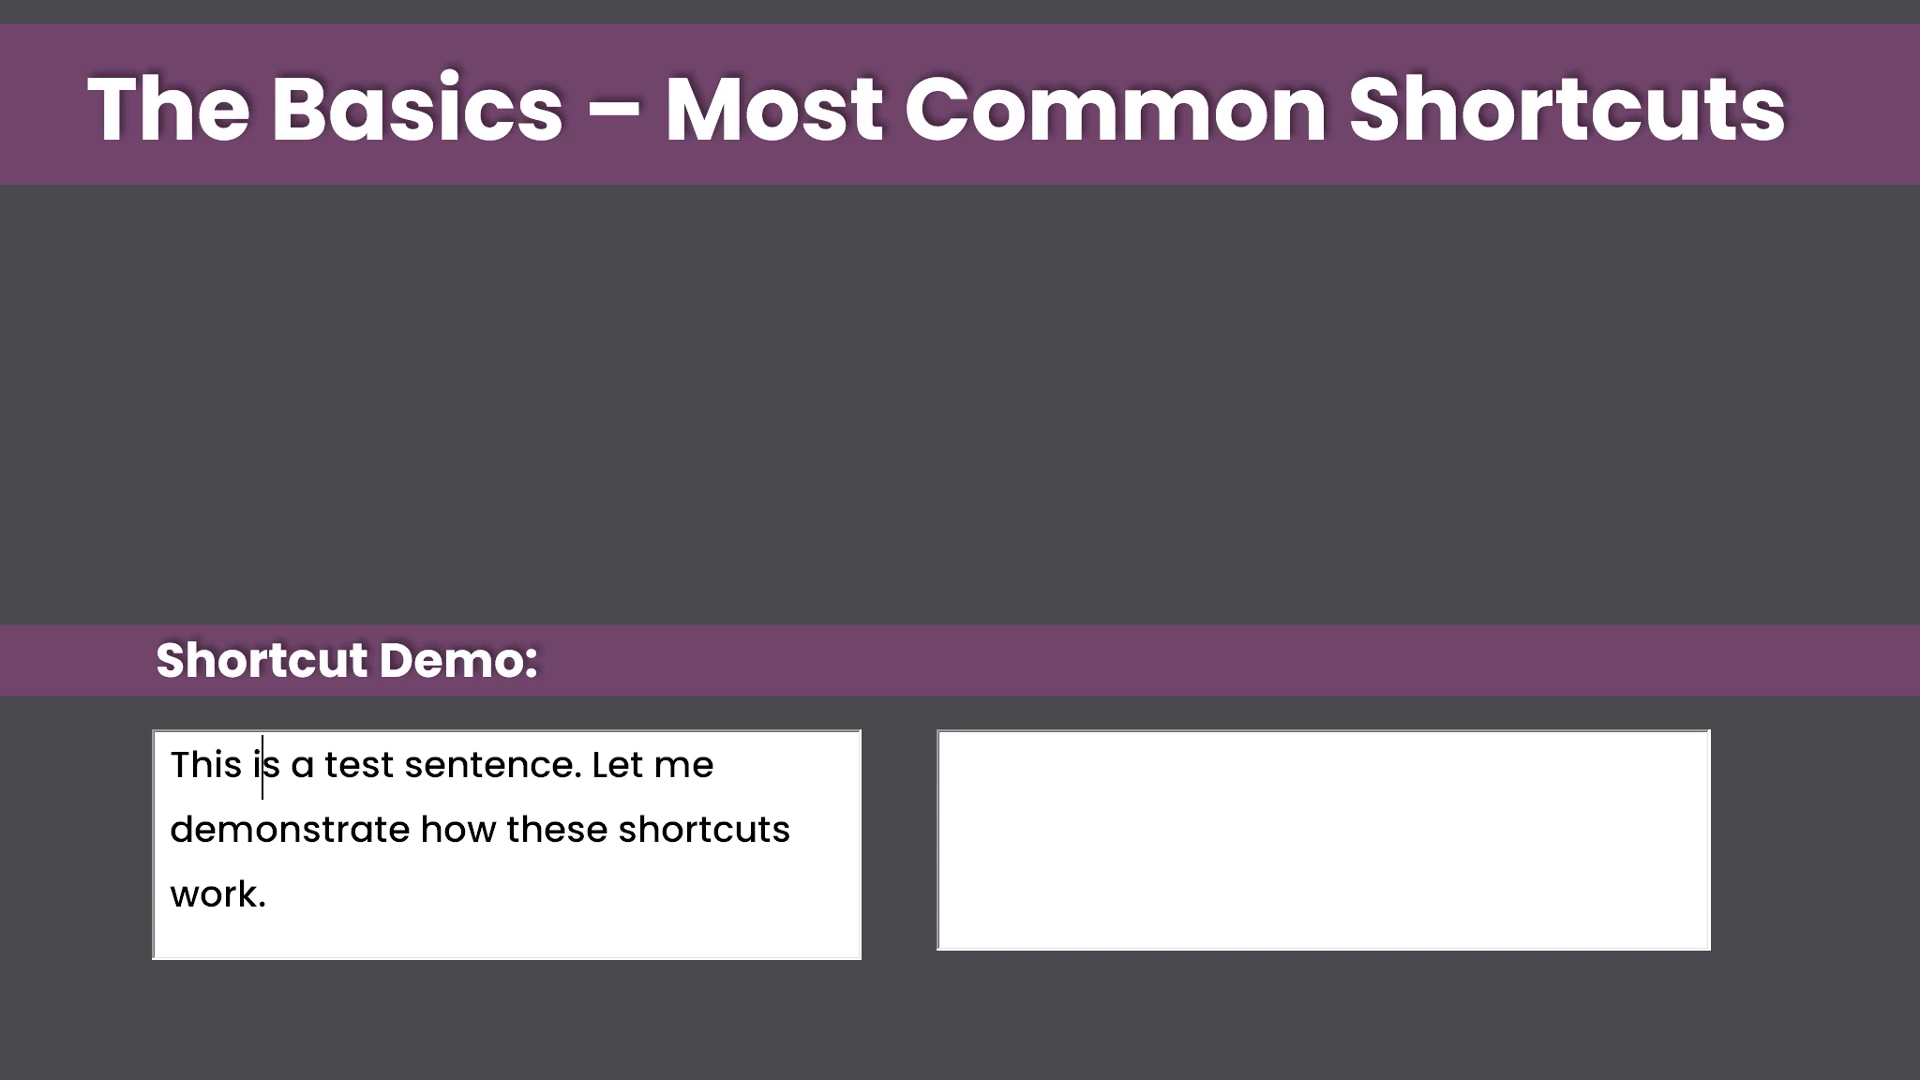 The Basics – Most Common Shortcuts
Shortcut Demo:
This is a test sentence. Let me
demonstrate how these shortcuts
work.